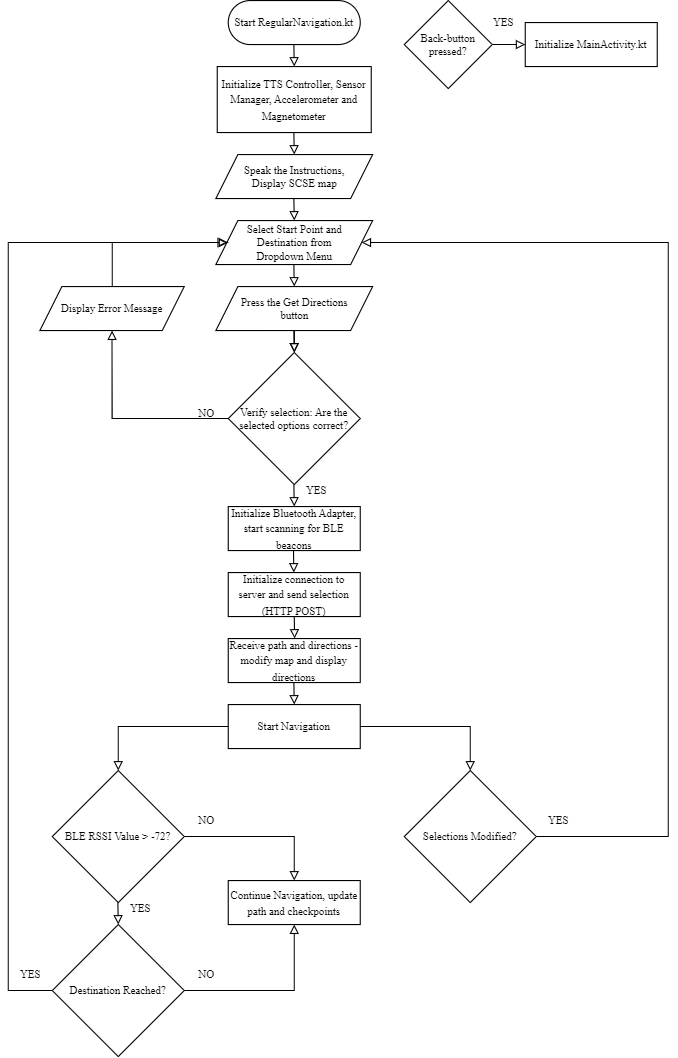 Start RegularNavigation.kt
YES
Back-button
pressed?
Initialize MainActivity.kt
Initialize TTS Controller, Sensor
Manager, Accelerometer and
Magnetometer
Speak the Instructions,
Display SCSE map
Select Start Point and
Destination from
Dropdown Menu
Display Error Message
Press the Get Directions
button
NO
Verify selection: Are the
selected options correct?
YES
Initialize Bluetooth Adapter,
start scanning for BLE
beacons
Initialize connection to
server and send selection
(HTTP POST)
Receive path and directions -
modify map and display
directions
Start Navigation
BLE RSSI Value > -72?
NO
Selections Modified?
YES
Continue Navigation, update
path and checkpoints
YES
YES
Destination Reached?
NO